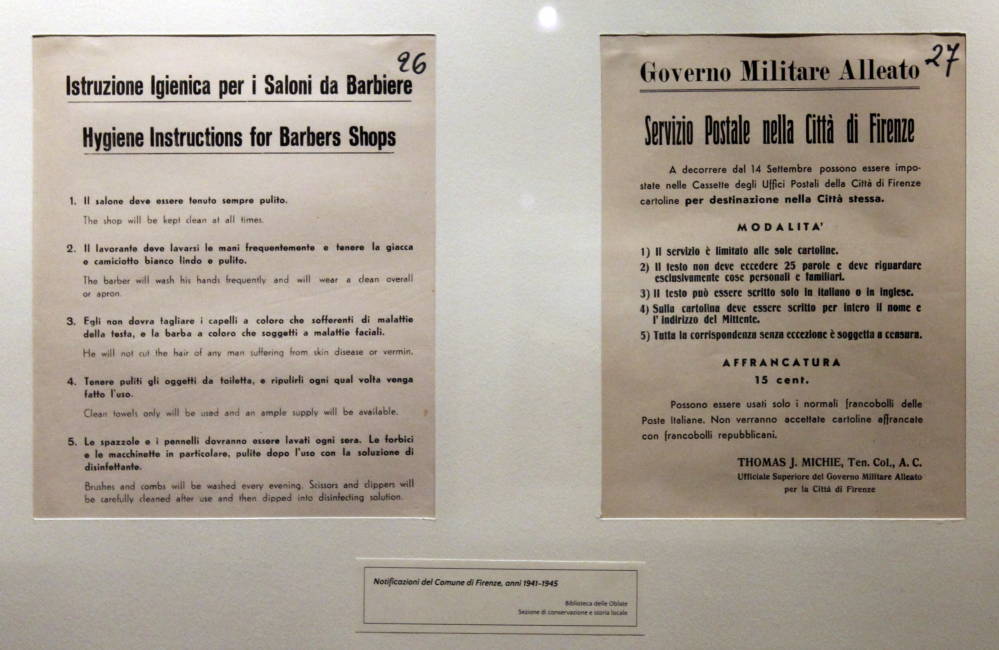 26
Istruzione Igienica per i Saloni da Barbiere
Hygiene Instructions for Barbers Shops
1. Il salone deve essere tenuto sempre pulito.
The shop will be kept clean at all times.
2. Il lavorante deve lavarsi le mani frequentemente e tenere la giacca
e camiciotto bianco lindo e pulito.
The barber will wash his hands frequently and will wear a clean overall
or apron.
3. Egli non dovra tagliare i capelli a coloro che sofferenti di malattie
della testa, e la barba a coloro che soggetti a malattie faciali.
He will not cut the hair of any man suffering from skin disease or vermin.
4. Tenere puliti gli oggetti da toiletta, e ripulirli ogni qual volta venga
fatto l'uso.
Clean towels only will be used and an ample supply will be available.
5. Le spazzole e i pennelli dovranno essere lavati ogni sera. Le forbici
e le macchinette in particolare, pulite dopo l'uso con la soluzione di
disinfettante.
Brushes and combs will be washed every evening. Scissors and clippers will
be carefully cleaned after use and then dipped into disinfecting solution.
27
Governo Militare Alleato
Servizio Postale nella Città di Firenze
A decorrere dal 14 Settembre possono essere impo-
state nelle Cassette degli Uffici Postali della Città di Firenze
cartoline per destinazione nella Città stessa.
MODALITA'
1) Il servizio è limitato alle sole cartoline.
2) Il testo non deve eccedere 25 parole e deve riguardare
esclusivamente cose personali e familiari.
3) Il testo può essere scritto solo in italiano o in inglese.
4) Sulla cartolina deve essere scritto per intero il nome e
l'indirizzo del Mittente.
5) Tutta la corrispondenza senza eccezione è soggetta a censura.
AFFRANCATURA
15 cent.
Possono essere usati solo i normali francobolli delle
Poste Italiane. Non verranno accettate cartoline affrancate
con francobolli repubblicani.
THOMAS J. MICHIE, Ten. Col., A. C.
Ufficiale Superiore del Governo Militare Alleato
per la Città di Firenze
Notificazioni del Comune di Firenze, anni 1941-1945
Biblioteca delle Oblate
Sezione di conservazione e storia locale